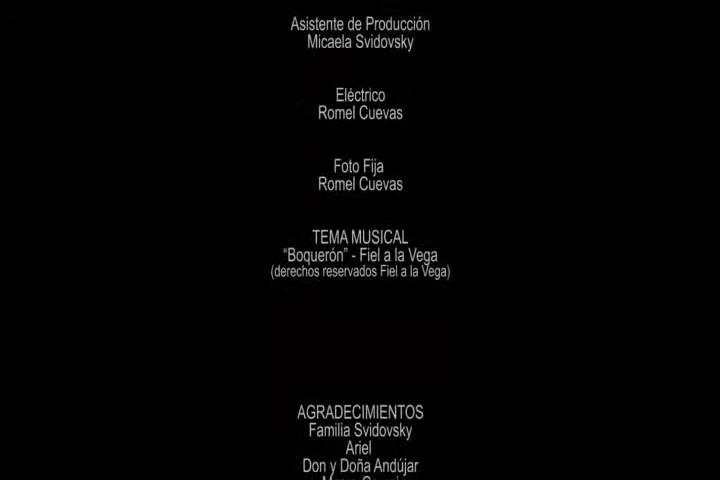 Asistente de Producción
Micaela Svidovsky
Eléctrico
Romel Cuevas
Foto Fija
Romel Cuevas
TEMA MUSICAL
“Boquerón” - Fiel a la Vega
(derechos reservados Fiel a la Vega)
AGRADECIMIENTOS
Familia Svidovsky
Ariel
Don y Doña Andújar